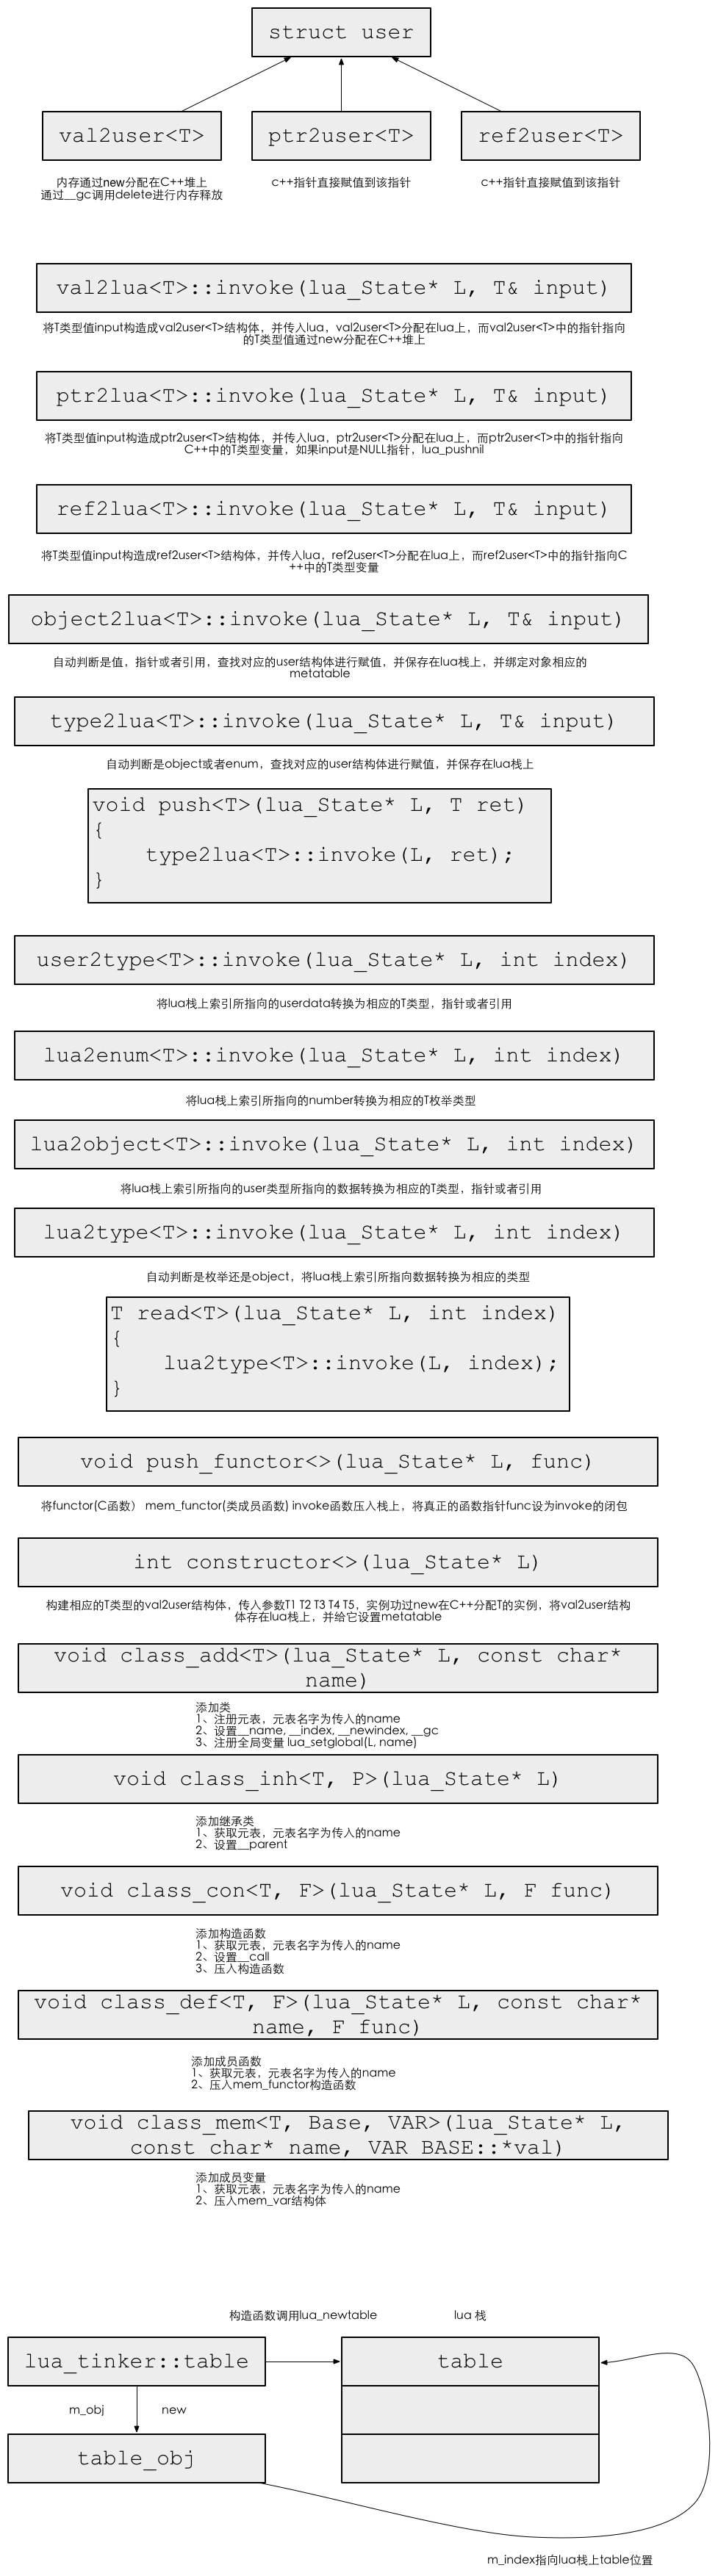 struct user
val2user<T>
ptr2user<T>
ref2user<T>
内存通过new分配在C++堆上
通过__gc调用delete进行内存释放
c++指针直接赋值到该指针
c++指针直接赋值到该指针
val2lua<T>::invoke(lua_State* L, T& input)
将T类型值input构造成val2user<T>结构体，并传入lua，val2user<T>分配在lua上，而val2user<T>中的指针指向
的T类型值通过new分配在C++堆上
ptr2lua<T>::invoke(lua_State* L, T& input)
将T类型值input构造成ptr2user<T>结构体，并传入lua，ptr2user<T>分配在lua上，而ptr2user<T>中的指针指向
C++中的T类型变量，如果input是NULL指针，lua_pushnil
ref2lua<T>::invoke(lua_State* L, T& input)
将T类型值input构造成ref2user<T>结构体，并传入lua，ref2user<T>分配在lua上，而ref2user<T>中的指针指向C
++中的T类型变量
object2lua<T>::invoke(lua_State* L, T& input)
自动判断是值，指针或者引用，查找对应的user结构体进行赋值，并保存在lua栈上，并绑定对象相应的
metatable
type2lua<T>::invoke(lua_State* L, T& input)
自动判断是object或者enum，查找对应的user结构体进行赋值，并保存在lua栈上
void push<T>(lua_State* L, T ret)
{
type2lua<T>::invoke(L, ret);
}
user2type<T>::invoke(lua_State* L, int index)
将lua栈上索引所指向的userdata转换为相应的T类型，指针或者引用
lua2enum<T>::invoke(lua_State* L, int index)
将lua栈上索引所指向的number转换为相应的T枚举类型
lua2object<T>::invoke(lua_State* L, int index)
将lua栈上索引所指向的user类型所指向的数据转换为相应的T类型，指针或者引用
lua2type<T>::invoke(lua_State* L, int index)
自动判断是枚举还是object，将lua栈上索引所指向数据转换为相应的类型
T read<T>(lua_State* L, int index)
{
lua2type<T>::invoke(L, index);
}
void push_functor<>(lua_State* L, func)
将functor(C函数） mem_functor(类成员函数) invoke函数压入栈上，将真正的函数指针func设为invoke的闭包
int constructor<>(lua_State* L)
构建相应的T类型的val2user结构体，传入参数T1 T2 T3 T4 T5，实例功过new在C++分配T的实例，将val2user结构
体存在lua栈上，并给它设置metatable
void class_add<T>(lua_State* L, const char*
name)
添加类
1、注册元表，元表名字为传入的name
2、设置__name, __index, __newindex, __gc
3、注册全局变量 lua_setglobal(L, name)
void class_inh<T, P>(lua_State* L)
添加继承类
1、获取元表，元表名字为传入的name
2、设置__parent
void class_con<T, F>(lua_State* L, F func)
添加构造函数
1、获取元表，元表名字为传入的name
2、设置__call
3、压入构造函数
void class_def<T, F>(lua_State* L, const char*
name, F func)
添加成员函数
1、获取元表，元表名字为传入的name
2、压入mem_functor构造函数
void class_mem<T, Base, VAR>(lua_State* L,
const char* name, VAR BASE::*val)
添加成员变量
1、获取元表，元表名字为传入的name
2、压入mem_var结构体
构造函数调用lua_newtable
lua 栈
lua_tinker::table
table
m_obj
new
table_obj
m_index指向lua栈上table位置